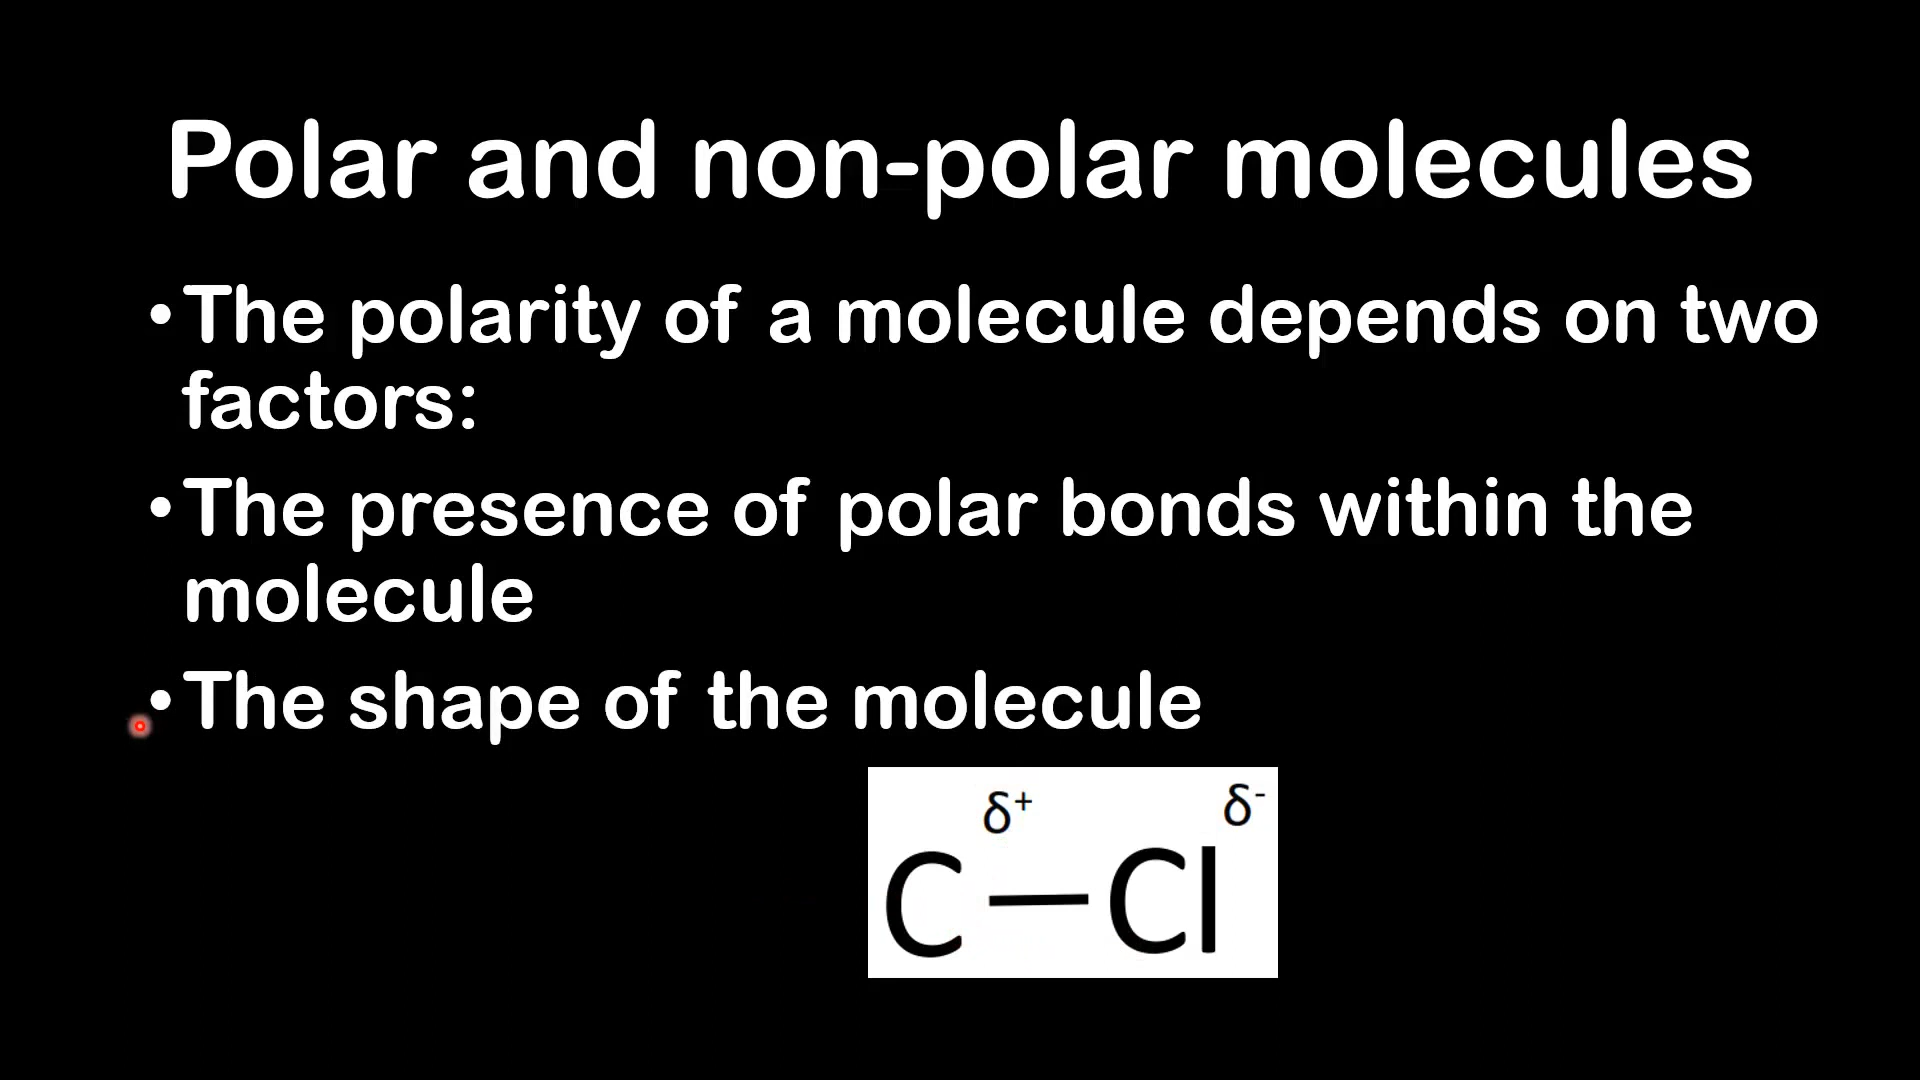 Polar and non-polar molecules
•The polarity of a molecule depends on two
factors:
•The presence of polar bonds within the
molecule
•The shape of the molecule
δ⁺ δ⁻
C — Cl